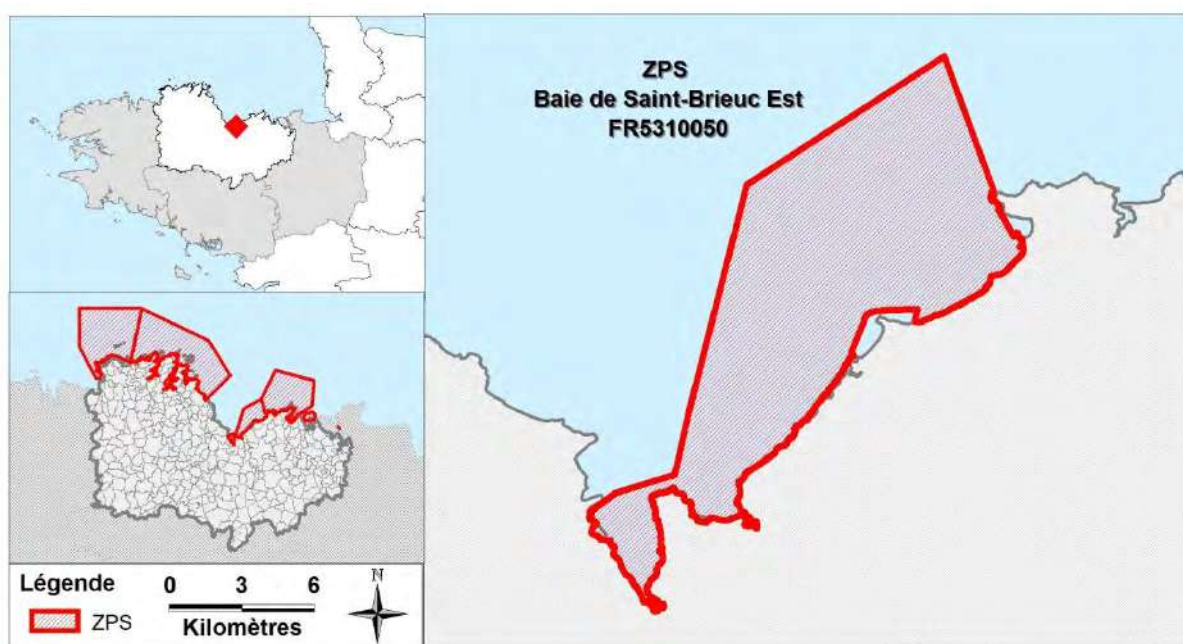 ZPS
Baie de Saint-Brieuc Est
FR5310050
Légende
0 3 6
Kilomètres
N
ZPS